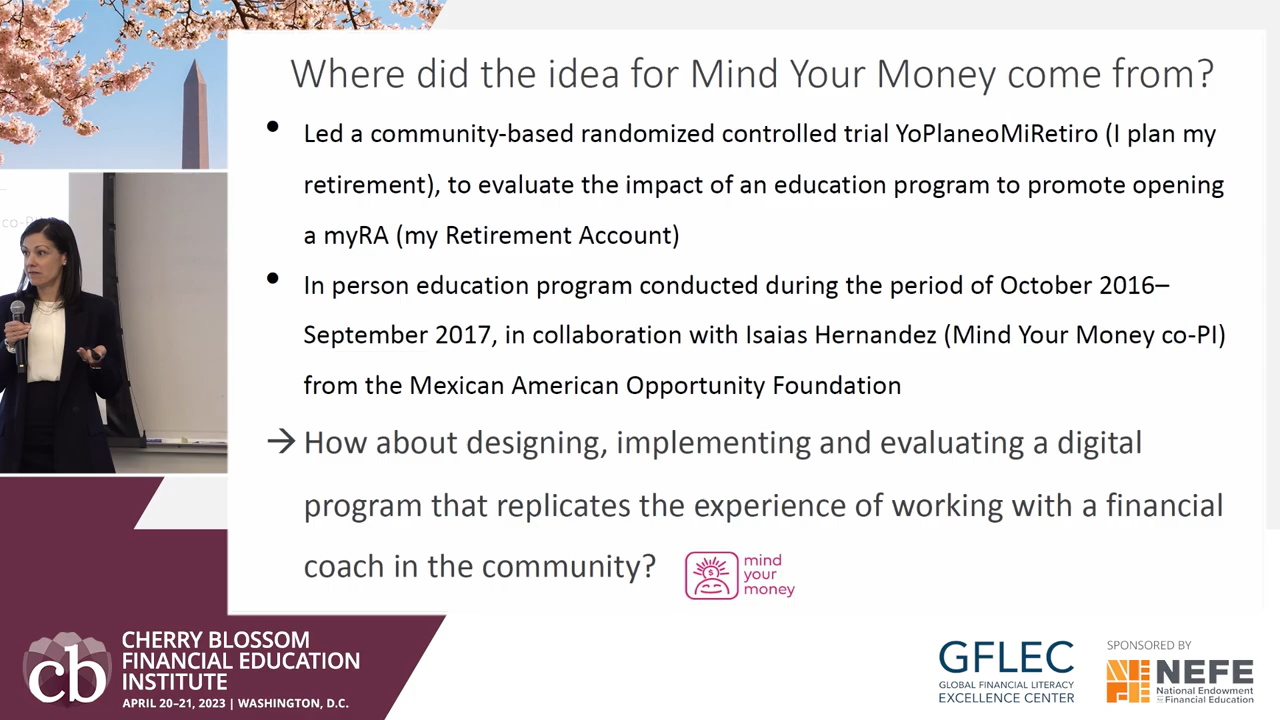 Where did the idea for Mind Your Money come from?
• Led a community-based randomized controlled trial YoPlaneoMiRetiro (I plan my
retirement), to evaluate the impact of an education program to promote opening
a myRA (my Retirement Account)
• In person education program conducted during the period of October 2016–
September 2017, in collaboration with Isaias Hernandez (Mind Your Money co-PI)
from the Mexican American Opportunity Foundation
→ How about designing, implementing and evaluating a digital
program that replicates the experience of working with a financial
coach in the community?
mind
your
money
co-PI
cb
CHERRY BLOSSOM
FINANCIAL EDUCATION
INSTITUTE
APRIL 20–21, 2023 | WASHINGTON, D.C.
GFLEC
GLOBAL FINANCIAL LITERACY
EXCELLENCE CENTER
SPONSORED BY
NEFE
National Endowment
for Financial Education